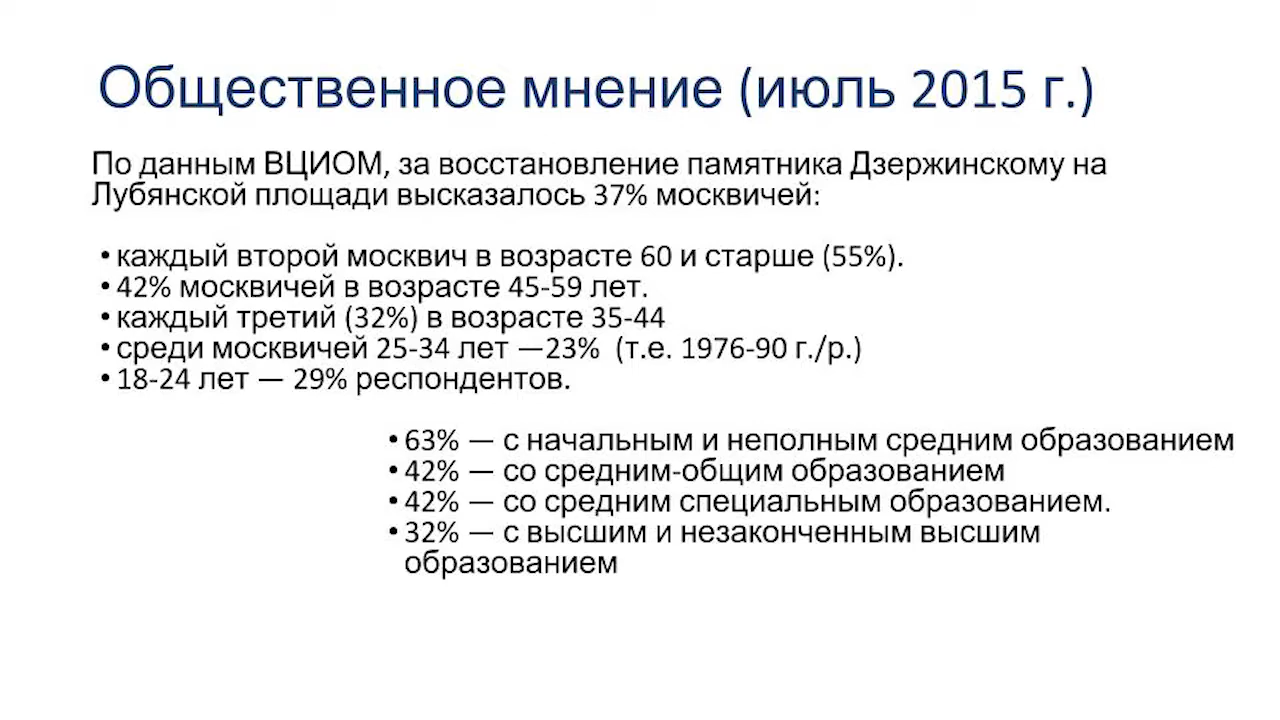 Общественное мнение (июль 2015 г.)
По данным ВЦИОМ, за восстановление памятника Дзержинскому на
Лубянской площади высказалось 37% москвичей:
• каждый второй москвич в возрасте 60 и старше (55%).
• 42% москвичей в возрасте 45-59 лет.
• каждый третий (32%) в возрасте 35-44
• среди москвичей 25-34 лет —23% (т.е. 1976-90 г./р.)
• 18-24 лет — 29% респондентов.
• 63% — с начальным и неполным средним образованием
• 42% — со средним-общим образованием
• 42% — со средним специальным образованием.
• 32% — с высшим и незаконченным высшим
образованием